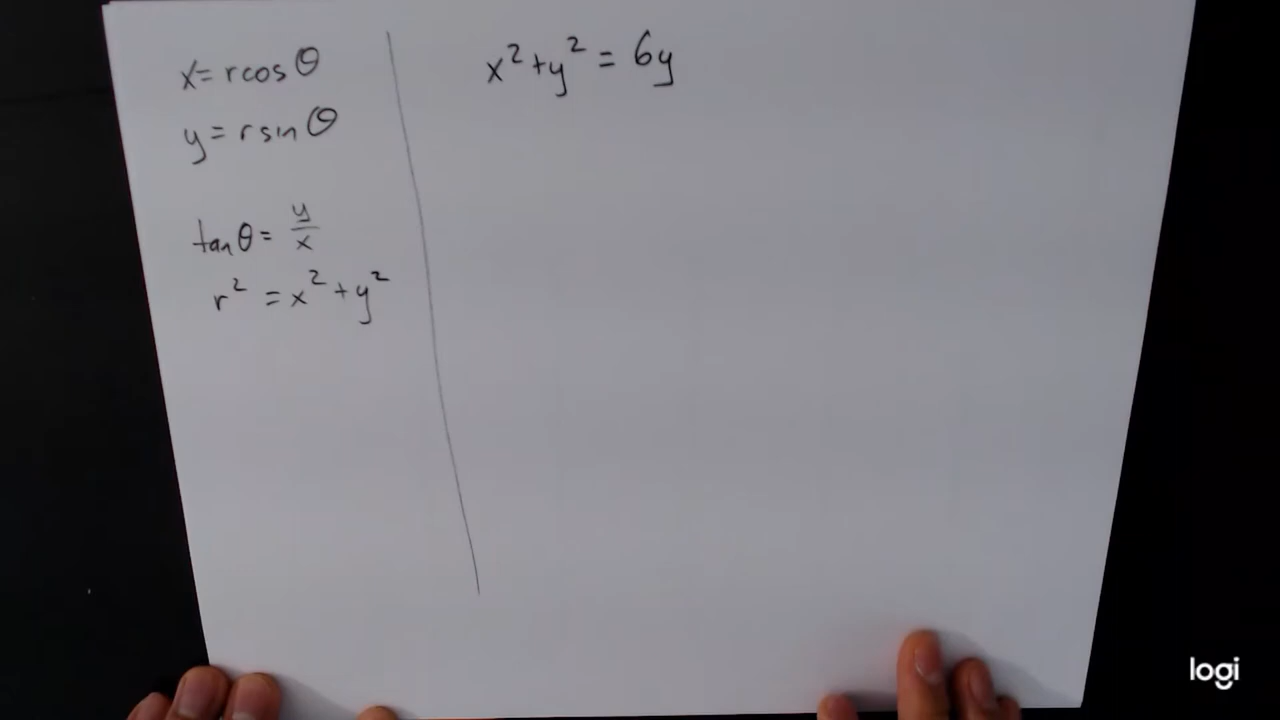 x = r cos θ
y = r sin θ
tan θ = y/x
r² = x² + y²
x² + y² = 6y
logi